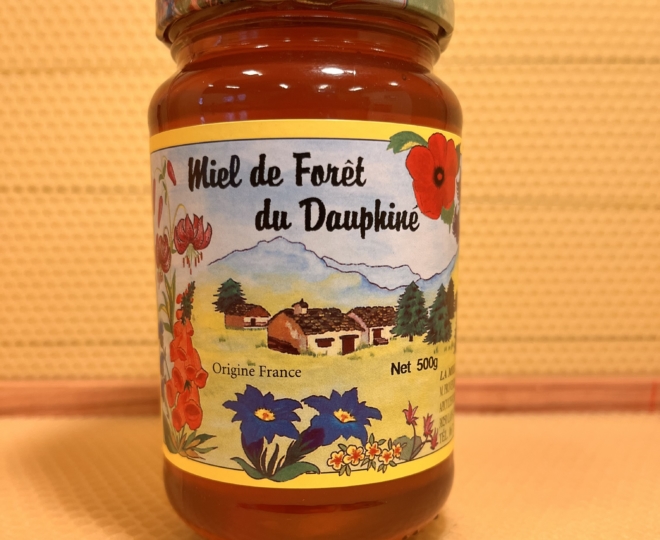 Miel de Forêt
du Dauphiné
Origine France
Net 500g